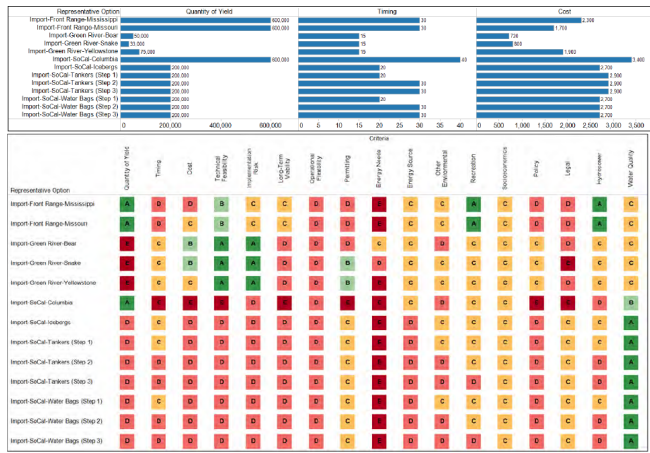 Representative Option Quantity of Yield Timing Cost
Import-Front Range-Mississippi 600,000 30 2,300
Import-Front Range-Missouri 600,000 30 1,700
Import-Green River-Bear 50,000 15 700
Import-Green River-Snake 33,000 15 800
Import-Green River-Yellowstone 75,000 15 1,900
Import-SoCal-Columbia 600,000 40 3,400
Import-SoCal-Icebergs 200,000 20 2,700
Import-SoCal-Tankers (Step 1) 200,000 20 2,900
Import-SoCal-Tankers (Step 2) 200,000 30 2,900
Import-SoCal-Tankers (Step 3) 200,000 30 2,900
Import-SoCal-Water Bags (Step 1) 200,000 20 2,700
Import-SoCal-Water Bags (Step 2) 200,000 30 2,700
Import-SoCal-Water Bags (Step 3) 200,000 30 2,700
0 200,000 400,000 600,000 0 5 10 15 20 25 30 35 40 0 500 1,000 1,500 2,000 2,500 3,000 3,500
Criteria
Representative Option Quantity of Yield Timing Cost Technical Feasibility Implementation Risk Long-Term Viability Operational Flexibility Permitting Energy Needs Energy Source Other Environmental Recreation Socioeconomics Policy Legal Hydropower Water Quality
Import-Front Range-Mississippi A D D B C C D D E C C A C D D A C
Import-Front Range-Missouri A D C B C C D D E C C A C D D A C
Import-Green River-Bear E C B A A D D D C C D C C C D C C
Import-Green River-Snake E C B A A D D B D C C C C C E C C
Import-Green River-Yellowstone E C C A A D D B E C C C C C D C C
Import-SoCal-Columbia A E E E D E D E E C D C C E E D B
Import-SoCal-Icebergs D C D D D D D C E D C C C D C C A
Import-SoCal-Tankers (Step 1) D C D D D D D C E D C C C D C C A
Import-SoCal-Tankers (Step 2) D D D D D D D C E D D C C D C D A
Import-SoCal-Tankers (Step 3) D D D D D D D C E D D D C D C D A
Import-SoCal-Water Bags (Step 1) D C D D D D D C E D C C C D C C A
Import-SoCal-Water Bags (Step 2) D D D D D D D C E D D C C D C D A
Import-SoCal-Water Bags (Step 3) D D D D D D D C E D D D C D C D A